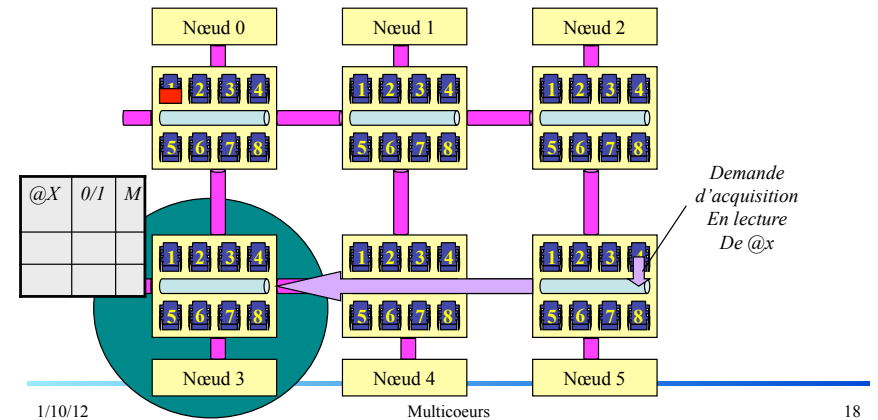 Nœud 0 Nœud 1 Nœud 2
1 2 3 4 1 2 3 4 1 2 3 4
5 6 7 8 5 6 7 8 5 6 7 8
@X 0/1 M
Demande
d'acquisition
En lecture
De @x
1 2 3 4 1 2 3 4 1 2 3 4
5 6 7 8 5 6 7 8 5 6 7 8
Nœud 3 Nœud 4 Nœud 5
1/10/12 Multicoeurs 18